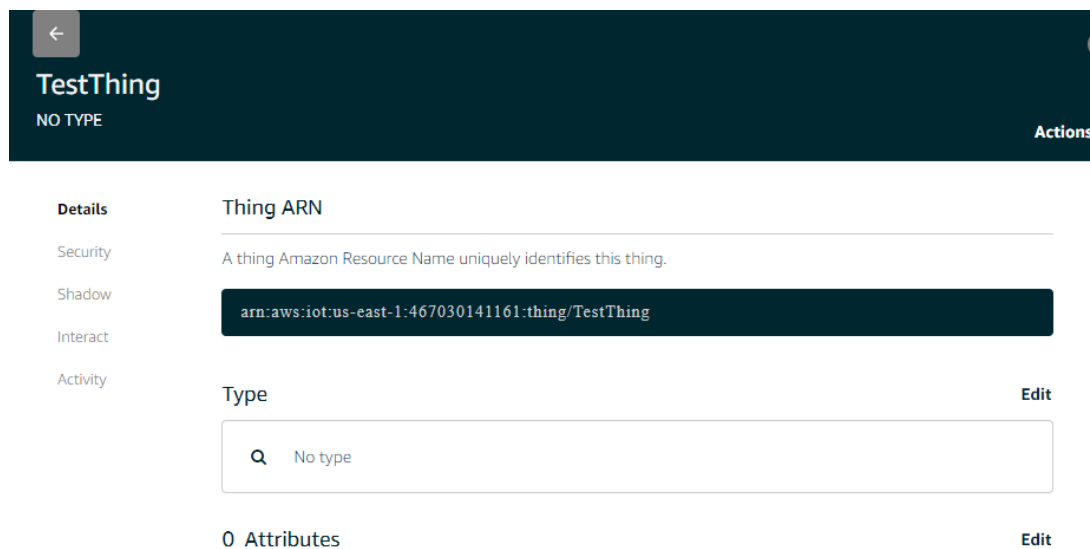 TestThing
NO TYPE
Actions
Details
Security
Shadow
Interact
Activity
Thing ARN
A thing Amazon Resource Name uniquely identifies this thing.
arn:aws:iot:us-east-1:467030141161:thing/TestThing
Type Edit
No type
0 Attributes Edit